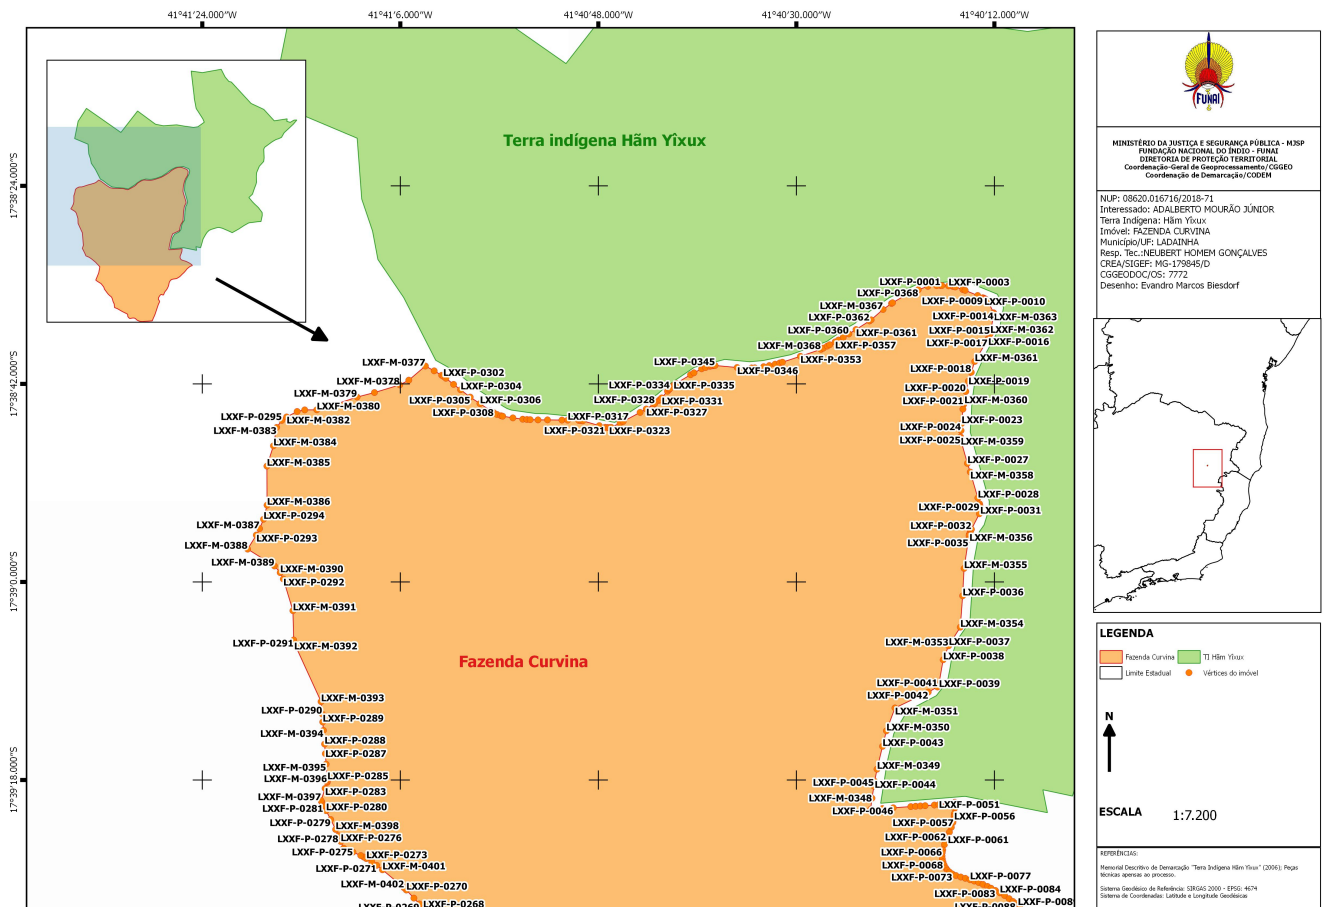 41°41'24.000"W
41°41'6.000"W
41°40'48.000"W
41°40'30.000"W
41°40'12.000"W
17°38'24.000"S
17°38'42.000"S
17°39'0.000"S
17°39'18.000"S
Terra indígena Hãm Yîxux
Fazenda Curvina
LXXF-P-0001
LXXF-P-0003
LXXF-P-0368
LXXF-P-0009
LXXF-P-0010
LXXF-M-0367
LXXF-P-0362
LXXF-P-0014
LXXF-M-0363
LXXF-P-0360
LXXF-P-0361
LXXF-P-0015
LXXF-M-0362
LXXF-M-0368
LXXF-P-0357
LXXF-P-0017
LXXF-P-0016
LXXF-P-0353
LXXF-M-0361
LXXF-M-0377
LXXF-P-0345
LXXF-P-0346
LXXF-P-0018
LXXF-P-0302
LXXF-M-0378
LXXF-P-0304
LXXF-P-0334
LXXF-P-0335
LXXF-P-0019
LXXF-P-0020
LXXF-M-0379
LXXF-P-0305
LXXF-P-0306
LXXF-P-0328
LXXF-P-0331
LXXF-P-0021
LXXF-M-0360
LXXF-M-0380
LXXF-P-0308
LXXF-P-0327
LXXF-P-0295
LXXF-M-0382
LXXF-P-0317
LXXF-P-0023
LXXF-M-0383
LXXF-P-0321
LXXF-P-0323
LXXF-P-0024
LXXF-M-0384
LXXF-P-0025
LXXF-M-0359
LXXF-M-0385
LXXF-P-0027
LXXF-M-0358
LXXF-M-0386
LXXF-P-0028
LXXF-P-0294
LXXF-P-0029
LXXF-P-0031
LXXF-M-0387
LXXF-P-0032
LXXF-P-0293
LXXF-M-0356
LXXF-M-0388
LXXF-P-0035
LXXF-M-0389
LXXF-M-0390
LXXF-M-0355
LXXF-P-0292
LXXF-P-0036
LXXF-M-0391
LXXF-M-0354
LXXF-P-0291
LXXF-M-0392
LXXF-M-0353
LXXF-P-0037
LXXF-P-0038
LXXF-P-0041
LXXF-P-0039
LXXF-M-0393
LXXF-P-0042
LXXF-P-0290
LXXF-P-0289
LXXF-M-0351
LXXF-M-0394
LXXF-M-0350
LXXF-P-0288
LXXF-P-0043
LXXF-P-0287
LXXF-M-0395
LXXF-M-0349
LXXF-M-0396
LXXF-P-0285
LXXF-P-0045
LXXF-P-0044
LXXF-P-0283
LXXF-M-0397
LXXF-M-0348
LXXF-P-0281
LXXF-P-0280
LXXF-P-0046
LXXF-P-0051
LXXF-P-0279
LXXF-M-0398
LXXF-P-0057
LXXF-P-0056
LXXF-P-0278
LXXF-P-0276
LXXF-P-0062
LXXF-P-0061
LXXF-P-0275
LXXF-P-0273
LXXF-P-0066
LXXF-P-0271
LXXF-M-0401
LXXF-P-0068
LXXF-P-0073
LXXF-P-0077
LXXF-M-0402
LXXF-P-0270
LXXF-P-0083
LXXF-P-0084
LXXF-P-0269
LXXF-P-0268
LXXF-P-0088
LXXF-P-008
FUNAI
MINISTÉRIO DA JUSTIÇA E SEGURANÇA PÚBLICA - MJSP
FUNDAÇÃO NACIONAL DO ÍNDIO - FUNAI
DIRETORIA DE PROTEÇÃO TERRITORIAL
Coordenação-Geral de Geoprocessamento/CGGEO
Coordenação de Demarcação/CODEM
NUP: 08620.016716/2018-71
Interessado: ADALBERTO MOURÃO JÚNIOR
Terra Indígena: Hãm Yîxux
Imóvel: FAZENDA CURVINA
Município/UF: LADAINHA
Resp. Tec.:NEUBERT HOMEM GONÇALVES
CREA/SIGEF: MG-179845/D
CGGEODOC/OS: 7772
Desenho: Evandro Marcos Biesdorf
LEGENDA
Fazenda Curvina
TI Hãm Yîxux
Limite Estadual
Vértices do imóvel
N
ESCALA 1:7.200
REFERÊNCIAS:
Memorial Descritivo de Demarcação "Terra Indígena Hãm Yîxux" (2006); Peças
técnicas apensas ao processo.
Sistema Geodésico de Referência: SIRGAS 2000 - EPSG: 4674
Sistema de Coordenadas: Latitude e Longitude Geodésicas